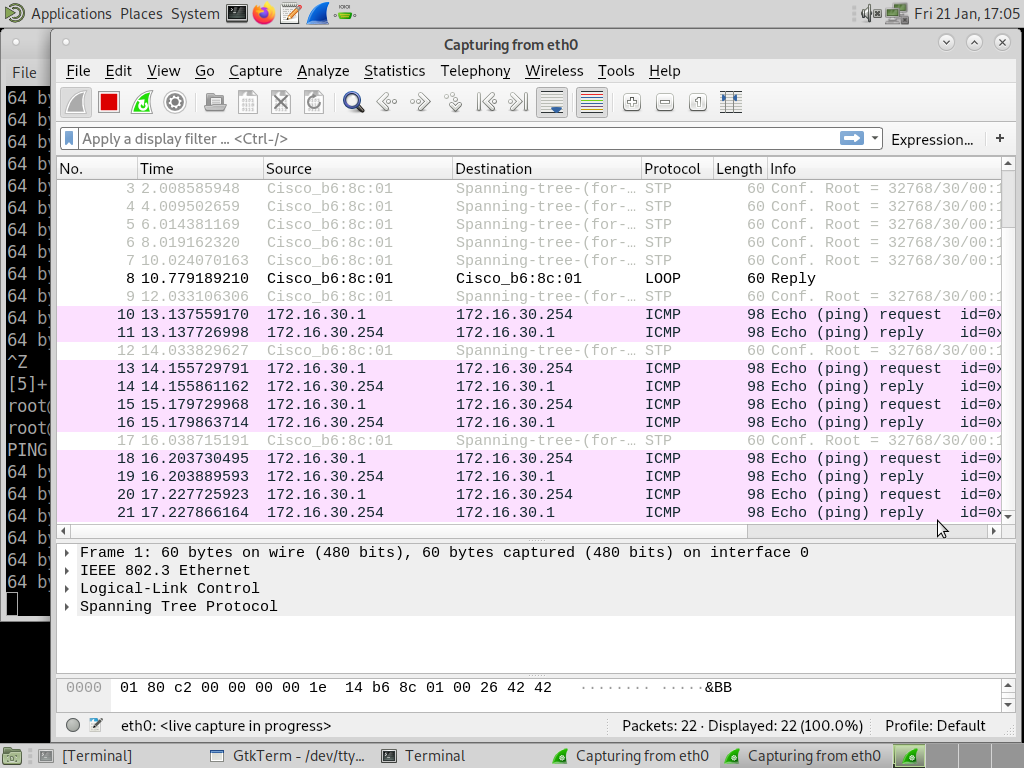 Applications Places System Fri 21 Jan, 17:05
Capturing from eth0
File
File Edit View Go Capture Analyze Statistics Telephony Wireless Tools Help
Apply a display filter ... <Ctrl-/> Expression... +
No. Time Source Destination Protocol Length Info
3 2.008585948 Cisco_b6:8c:01 Spanning-tree-(for-… STP 60 Conf. Root = 32768/30/00:1
4 4.009502659 Cisco_b6:8c:01 Spanning-tree-(for-… STP 60 Conf. Root = 32768/30/00:1
5 6.014381169 Cisco_b6:8c:01 Spanning-tree-(for-… STP 60 Conf. Root = 32768/30/00:1
6 8.019162320 Cisco_b6:8c:01 Spanning-tree-(for-… STP 60 Conf. Root = 32768/30/00:1
7 10.024070163 Cisco_b6:8c:01 Spanning-tree-(for-… STP 60 Conf. Root = 32768/30/00:1
8 10.779189210 Cisco_b6:8c:01 Cisco_b6:8c:01 LOOP 60 Reply
9 12.033106306 Cisco_b6:8c:01 Spanning-tree-(for-… STP 60 Conf. Root = 32768/30/00:1
10 13.137559170 172.16.30.1 172.16.30.254 ICMP 98 Echo (ping) request id=0x
11 13.137726998 172.16.30.254 172.16.30.1 ICMP 98 Echo (ping) reply id=0x
12 14.033829627 Cisco_b6:8c:01 Spanning-tree-(for-… STP 60 Conf. Root = 32768/30/00:1
13 14.155729791 172.16.30.1 172.16.30.254 ICMP 98 Echo (ping) request id=0x
14 14.155861162 172.16.30.254 172.16.30.1 ICMP 98 Echo (ping) reply id=0x
15 15.179729968 172.16.30.1 172.16.30.254 ICMP 98 Echo (ping) request id=0x
16 15.179863714 172.16.30.254 172.16.30.1 ICMP 98 Echo (ping) reply id=0x
17 16.038715191 Cisco_b6:8c:01 Spanning-tree-(for-… STP 60 Conf. Root = 32768/30/00:1
18 16.203730495 172.16.30.1 172.16.30.254 ICMP 98 Echo (ping) request id=0x
19 16.203889593 172.16.30.254 172.16.30.1 ICMP 98 Echo (ping) reply id=0x
20 17.227725923 172.16.30.1 172.16.30.254 ICMP 98 Echo (ping) request id=0x
21 17.227866164 172.16.30.254 172.16.30.1 ICMP 98 Echo (ping) reply id=0x
64 by
64 by
64 by
64 by
64 by
64 by
64 by
64 by
64 by
64 by
64 by
64 by
^Z
[5]+
root@
root@
PING
64 by
64 by
64 by
64 by
64 by
64 by
Frame 1: 60 bytes on wire (480 bits), 60 bytes captured (480 bits) on interface 0
IEEE 802.3 Ethernet
Logical-Link Control
Spanning Tree Protocol
0000 01 80 c2 00 00 00 00 1e 14 b6 8c 01 00 26 42 42 ········ ·····&BB
eth0: <live capture in progress> Packets: 22 · Displayed: 22 (100.0%) Profile: Default
[Terminal] GtkTerm - /dev/tty... Terminal Capturing from eth0 Capturing from eth0